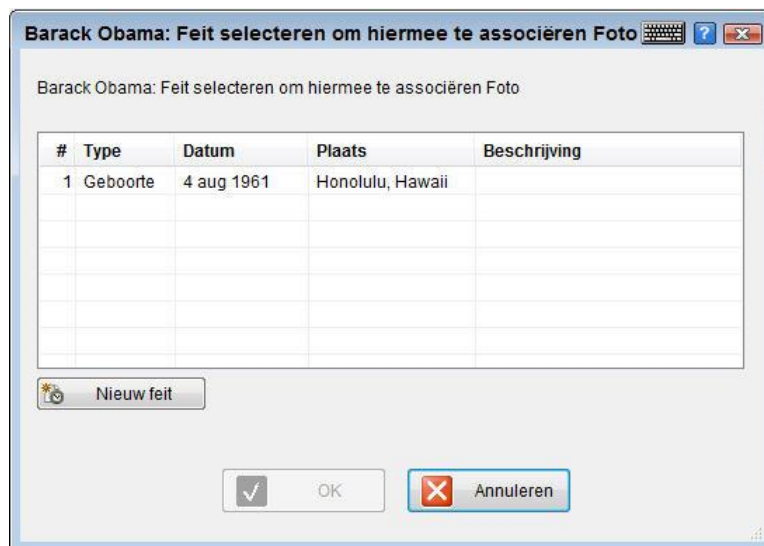 Barack Obama: Feit selecteren om hiermee te associëren Foto
Barack Obama: Feit selecteren om hiermee te associëren Foto
# Type Datum Plaats Beschrijving
1 Geboorte 4 aug 1961 Honolulu, Hawaii
Nieuw feit
OK Annuleren